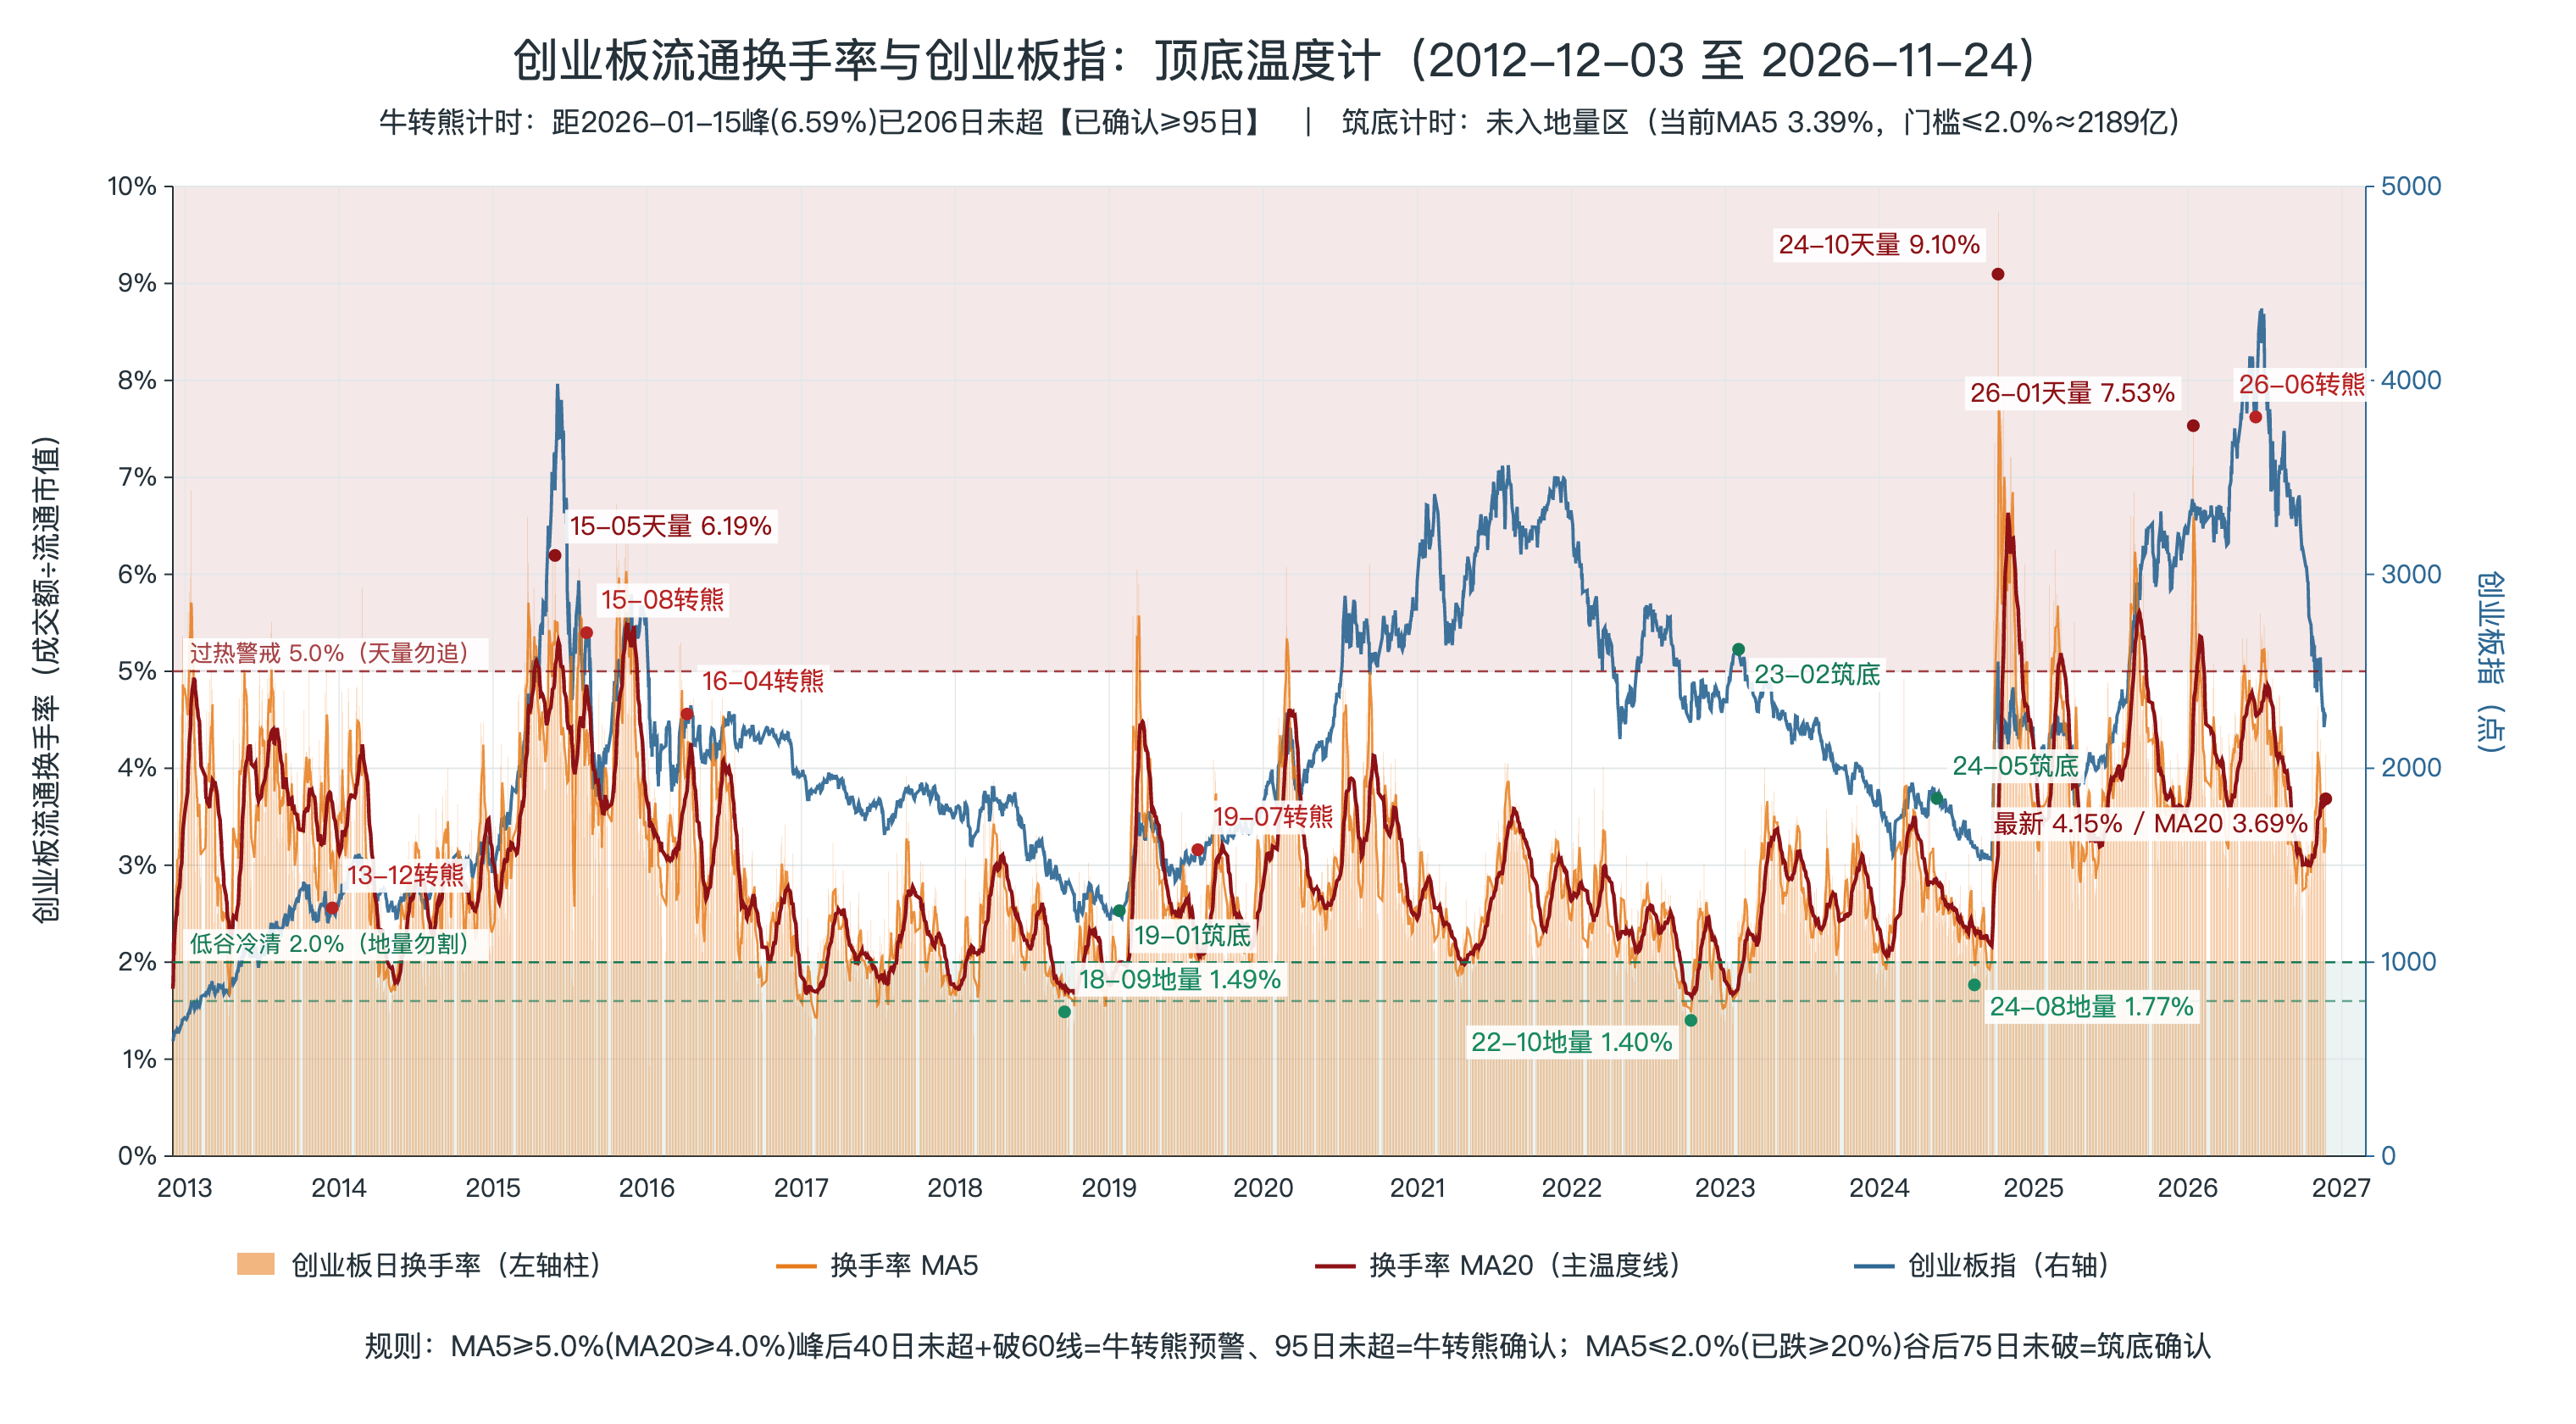 创业板流通换手率与创业板指：顶底温度计（2012-12-03 至 2026-11-24）
牛转熊计时：距2026-01-15峰(6.59%)已206日未超【已确认≥95日】 ｜ 筑底计时：未入地量区（当前MA5 3.39%，门槛≤2.0%≈2189亿）
创业板流通换手率（成交额÷流通市值）
10%
9%
8%
7%
6%
5%
4%
3%
2%
1%
0%
5000
4000
3000
2000
1000
0
创业板指（点）
24-10天量 9.10%
26-01天量 7.53%
26-06转熊
15-05天量 6.19%
15-08转熊
过热警戒 5.0%（天量勿追）
16-04转熊
23-02筑底
24-05筑底
19-07转熊
最新 4.15% / MA20 3.69%
13-12转熊
低谷冷清 2.0%（地量勿割）
19-01筑底
18-09地量 1.49%
24-08地量 1.77%
22-10地量 1.40%
2013 2014 2015 2016 2017 2018 2019 2020 2021 2022 2023 2024 2025 2026 2027
创业板日换手率（左轴柱） 换手率 MA5 换手率 MA20（主温度线） 创业板指（右轴）
规则：MA5≥5.0%(MA20≥4.0%)峰后40日未超+破60线=牛转熊预警、95日未超=牛转熊确认；MA5≤2.0%(已跌≥20%)谷后75日未破=筑底确认